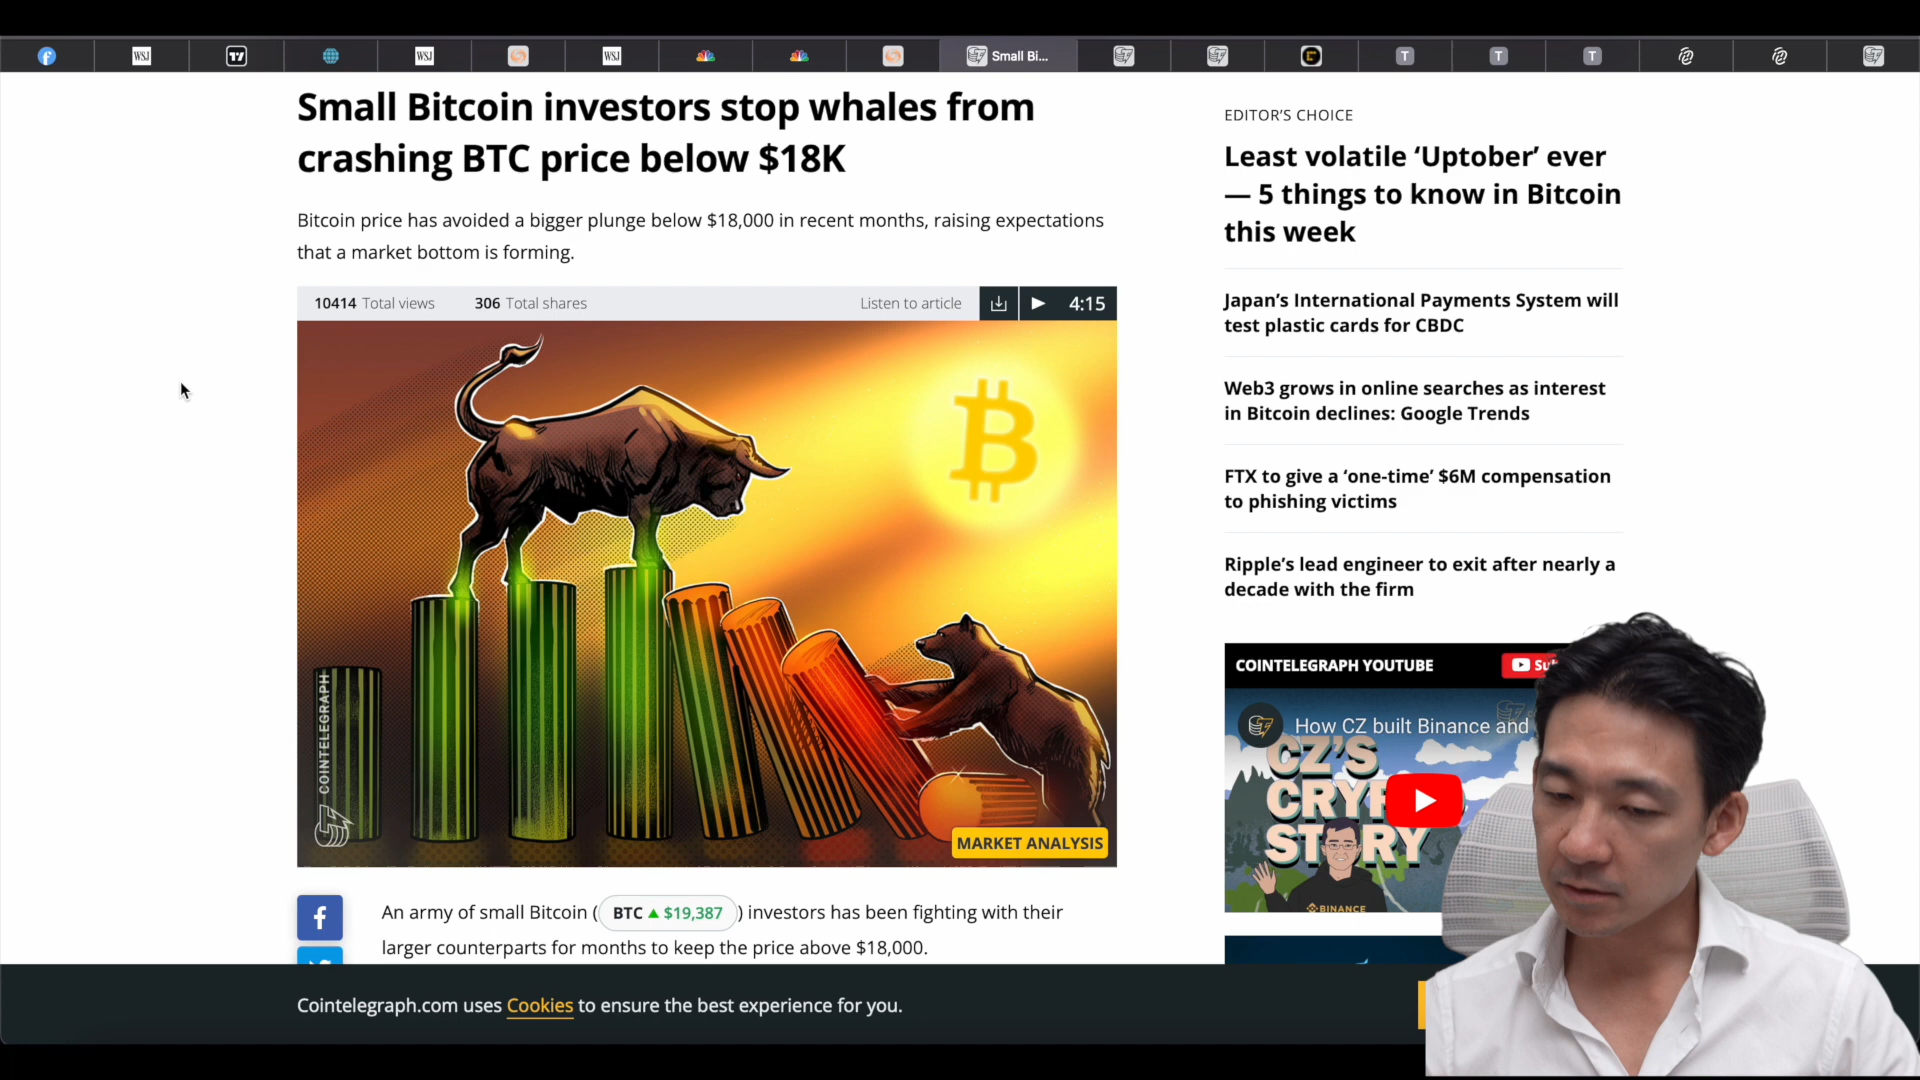 WSJ
WSJ
WSJ
Small Bi...
T
T
T
Small Bitcoin investors stop whales from
crashing BTC price below $18K
Bitcoin price has avoided a bigger plunge below $18,000 in recent months, raising expectations
that a market bottom is forming.
10414 Total views 306 Total shares Listen to article 4:15
COINTELEGRAPH
MARKET ANALYSIS
An army of small Bitcoin ( BTC ▲ $19,387 ) investors has been fighting with their
larger counterparts for months to keep the price above $18,000.
EDITOR'S CHOICE
Least volatile ‘Uptober’ ever
— 5 things to know in Bitcoin
this week
Japan’s International Payments System will
test plastic cards for CBDC
Web3 grows in online searches as interest
in Bitcoin declines: Google Trends
FTX to give a ‘one-time’ $6M compensation
to phishing victims
Ripple’s lead engineer to exit after nearly a
decade with the firm
COINTELEGRAPH YOUTUBE
How CZ built Binance and
CZ'S
CRYP
STORY
BINANCE
Cointelegraph.com uses Cookies to ensure the best experience for you.